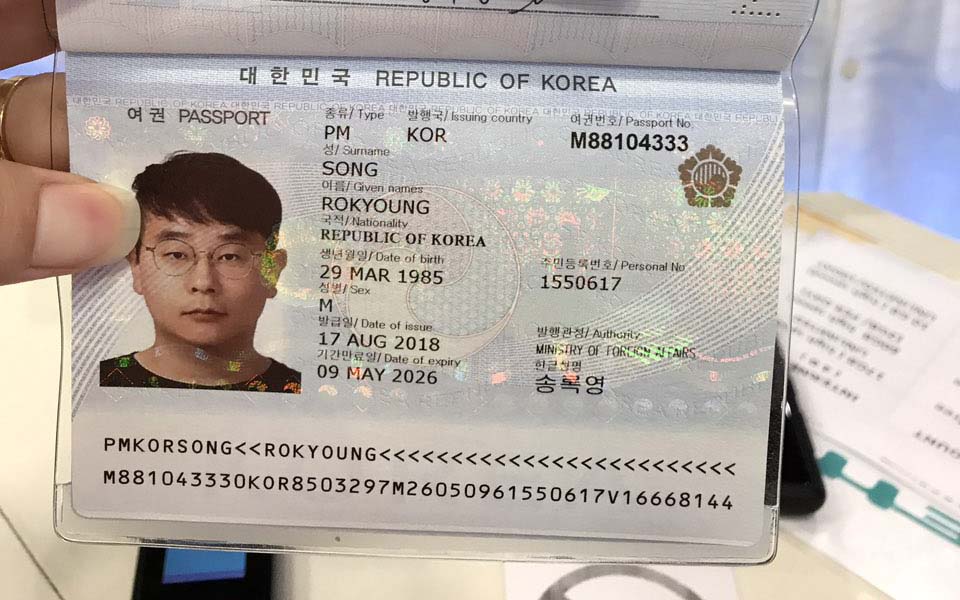 대한민국 REPUBLIC OF KOREA
여권 PASSPORT
종류/ Type 발행국/ Issuing country 여권번호/ Passport No.
PM KOR M88104333
성/ Surname
SONG
이름/ Given names
ROKYOUNG
국적/ Nationality
REPUBLIC OF KOREA
생년월일/ Date of birth 주민등록번호/ Personal No
29 MAR 1985 1550617
성별/ Sex
M
발급일/ Date of issue 발행관청/ Authority
17 AUG 2018 MINISTRY OF FOREIGN AFFAIRS
기간만료일/ Date of expiry 한글성명
09 MAY 2026 송록영
PMKORSONG<<ROKYOUNG<<<<<<<<<<<<<<<<<<<<<<<<<
M881043330KOR8503297M26050961550617V16668144